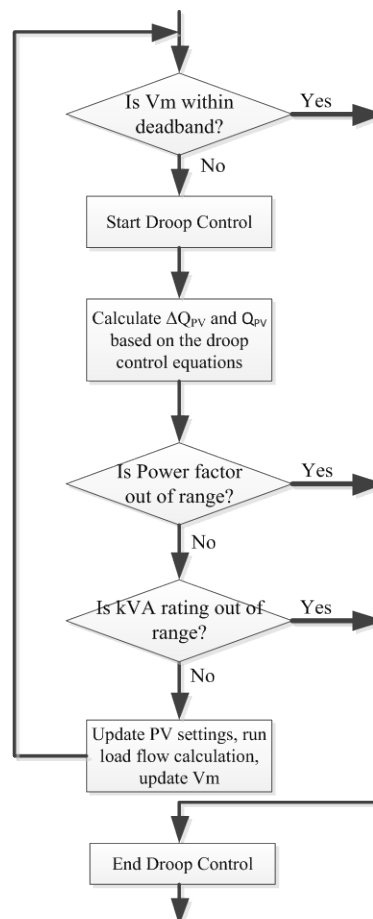 Is Vm within
deadband?
Yes
No
Start Droop Control
Calculate ΔQPV and QPV
based on the droop
control equations
Is Power factor
out of range?
Yes
No
Is kVA rating out of
range?
Yes
No
Update PV settings, run
load flow calculation,
update Vm
End Droop Control